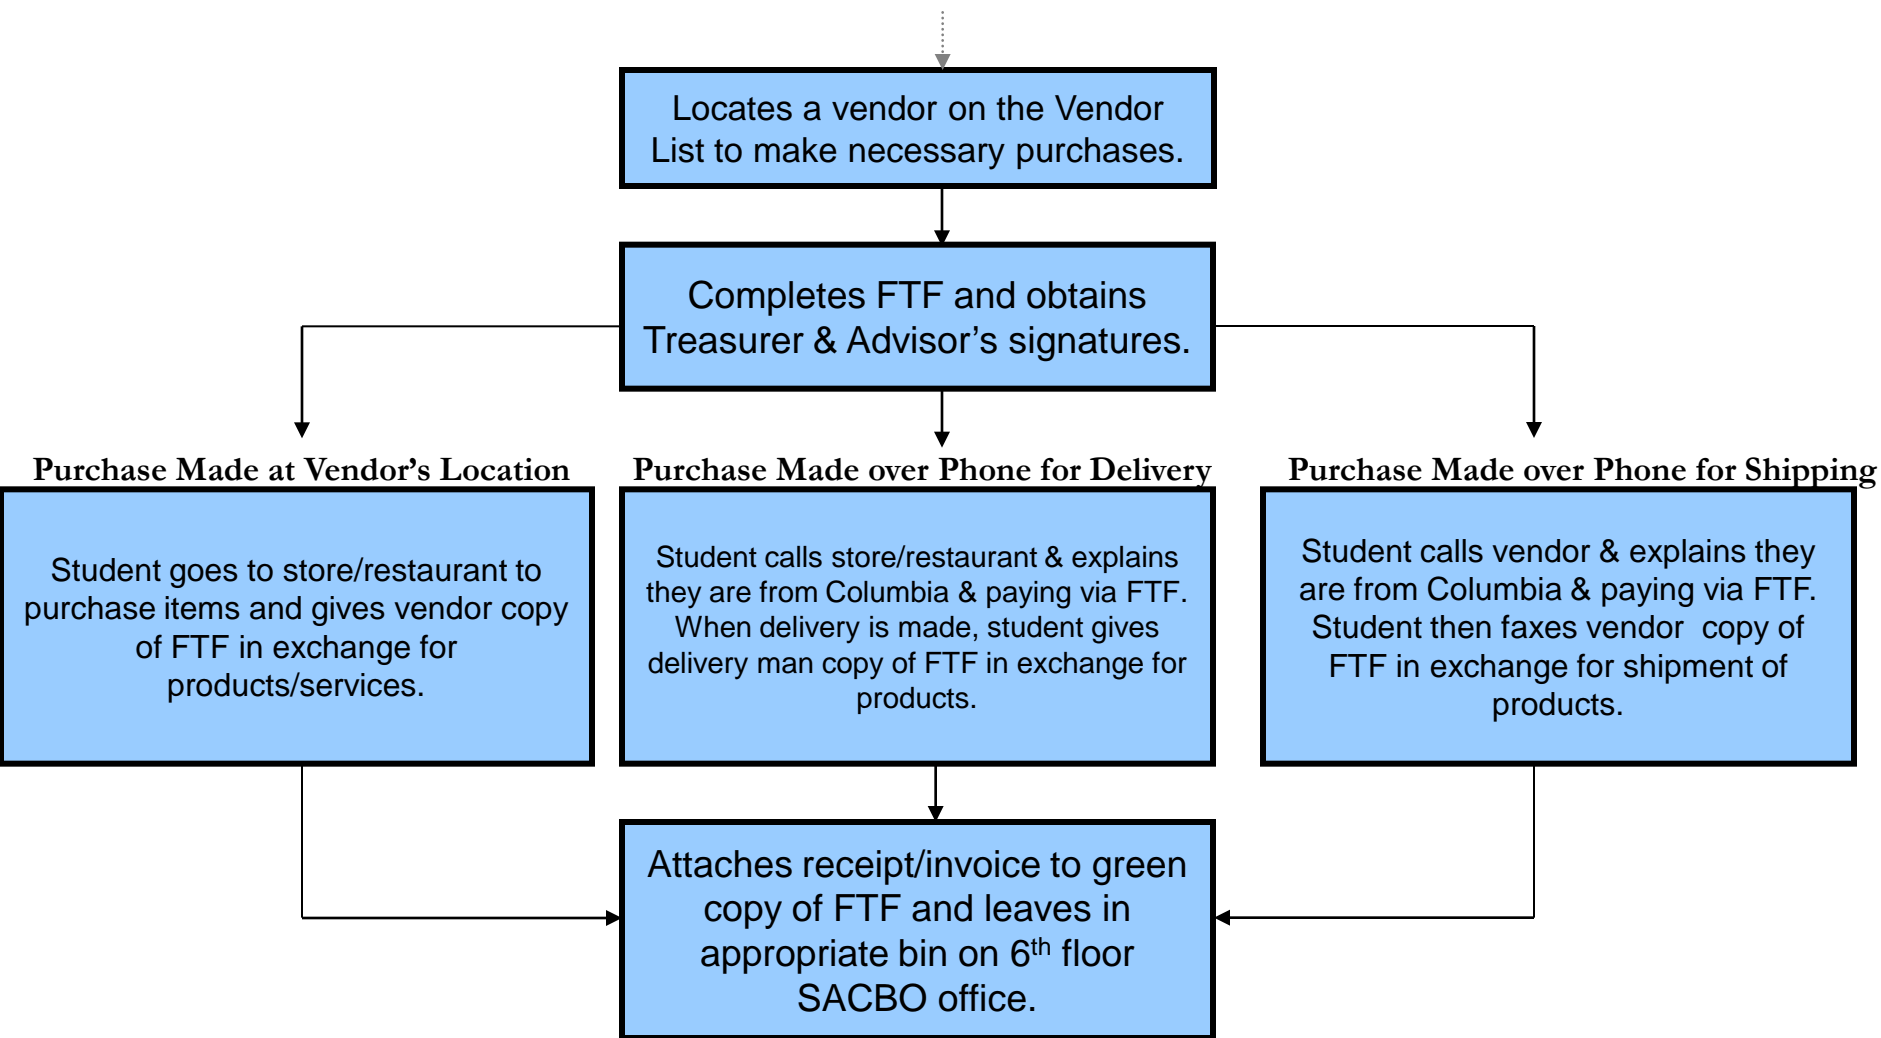 Locates a vendor on the Vendor
List to make necessary purchases.
Completes FTF and obtains
Treasurer & Advisor’s signatures.
Purchase Made at Vendor’s Location
Student goes to store/restaurant to
purchase items and gives vendor copy
of FTF in exchange for
products/services.
Purchase Made over Phone for Delivery
Student calls store/restaurant & explains
they are from Columbia & paying via FTF.
When delivery is made, student gives
delivery man copy of FTF in exchange for
products.
Purchase Made over Phone for Shipping
Student calls vendor & explains they
are from Columbia & paying via FTF.
Student then faxes vendor  copy of
FTF in exchange for shipment of
products.
Attaches receipt/invoice to green
copy of FTF and leaves in
appropriate bin on 6th floor
SACBO office.